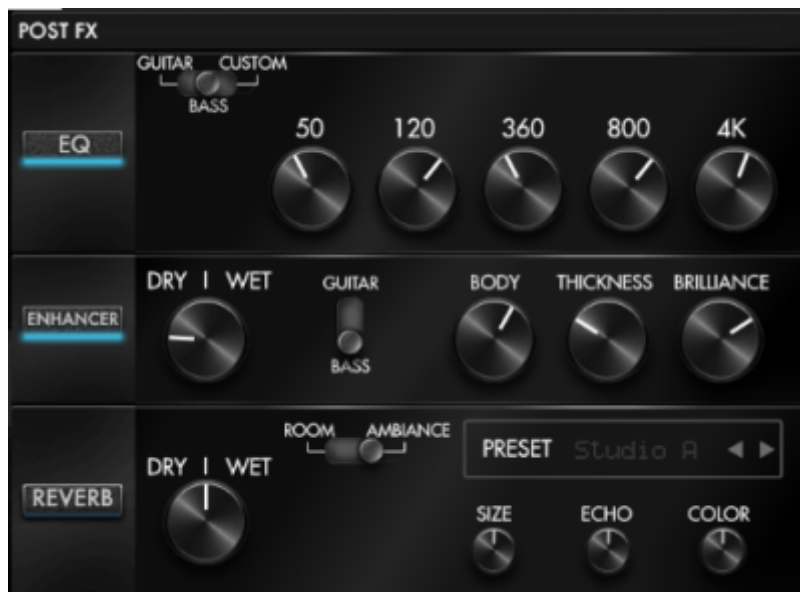 POST FX
GUITAR CUSTOM
BASS
EQ
50 120 360 800 4K
DRY | WET
GUITAR
BASS
BODY THICKNESS BRILLIANCE
ENHANCER
ROOM AMBIANCE
DRY | WET
PRESET Studio A
REVERB
SIZE ECHO COLOR